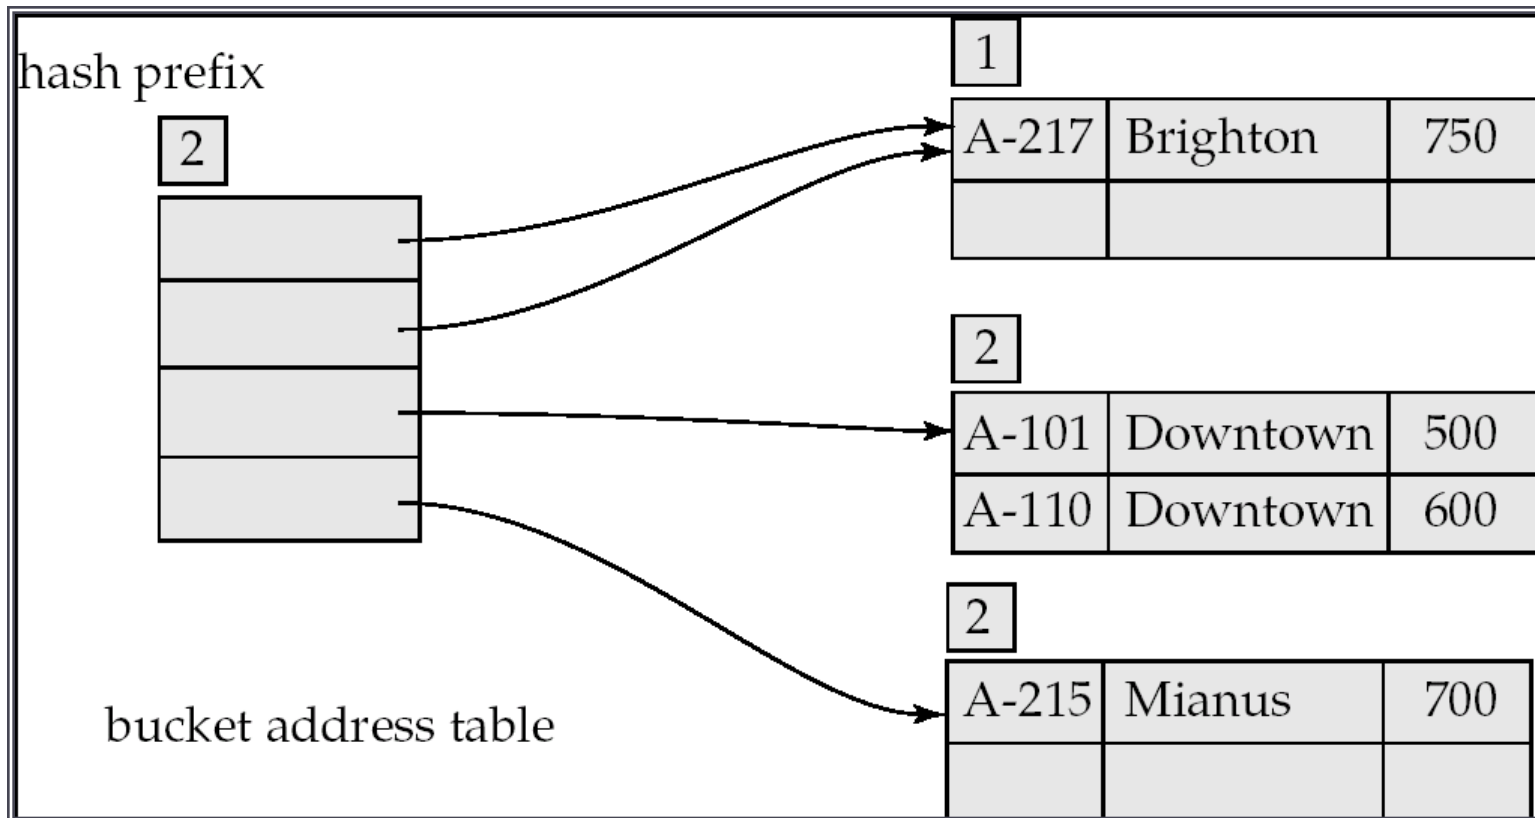 hash prefix
2
1
A-217 Brighton 750
2
A-101 Downtown 500
A-110 Downtown 600
2
A-215 Mianus 700
bucket address table